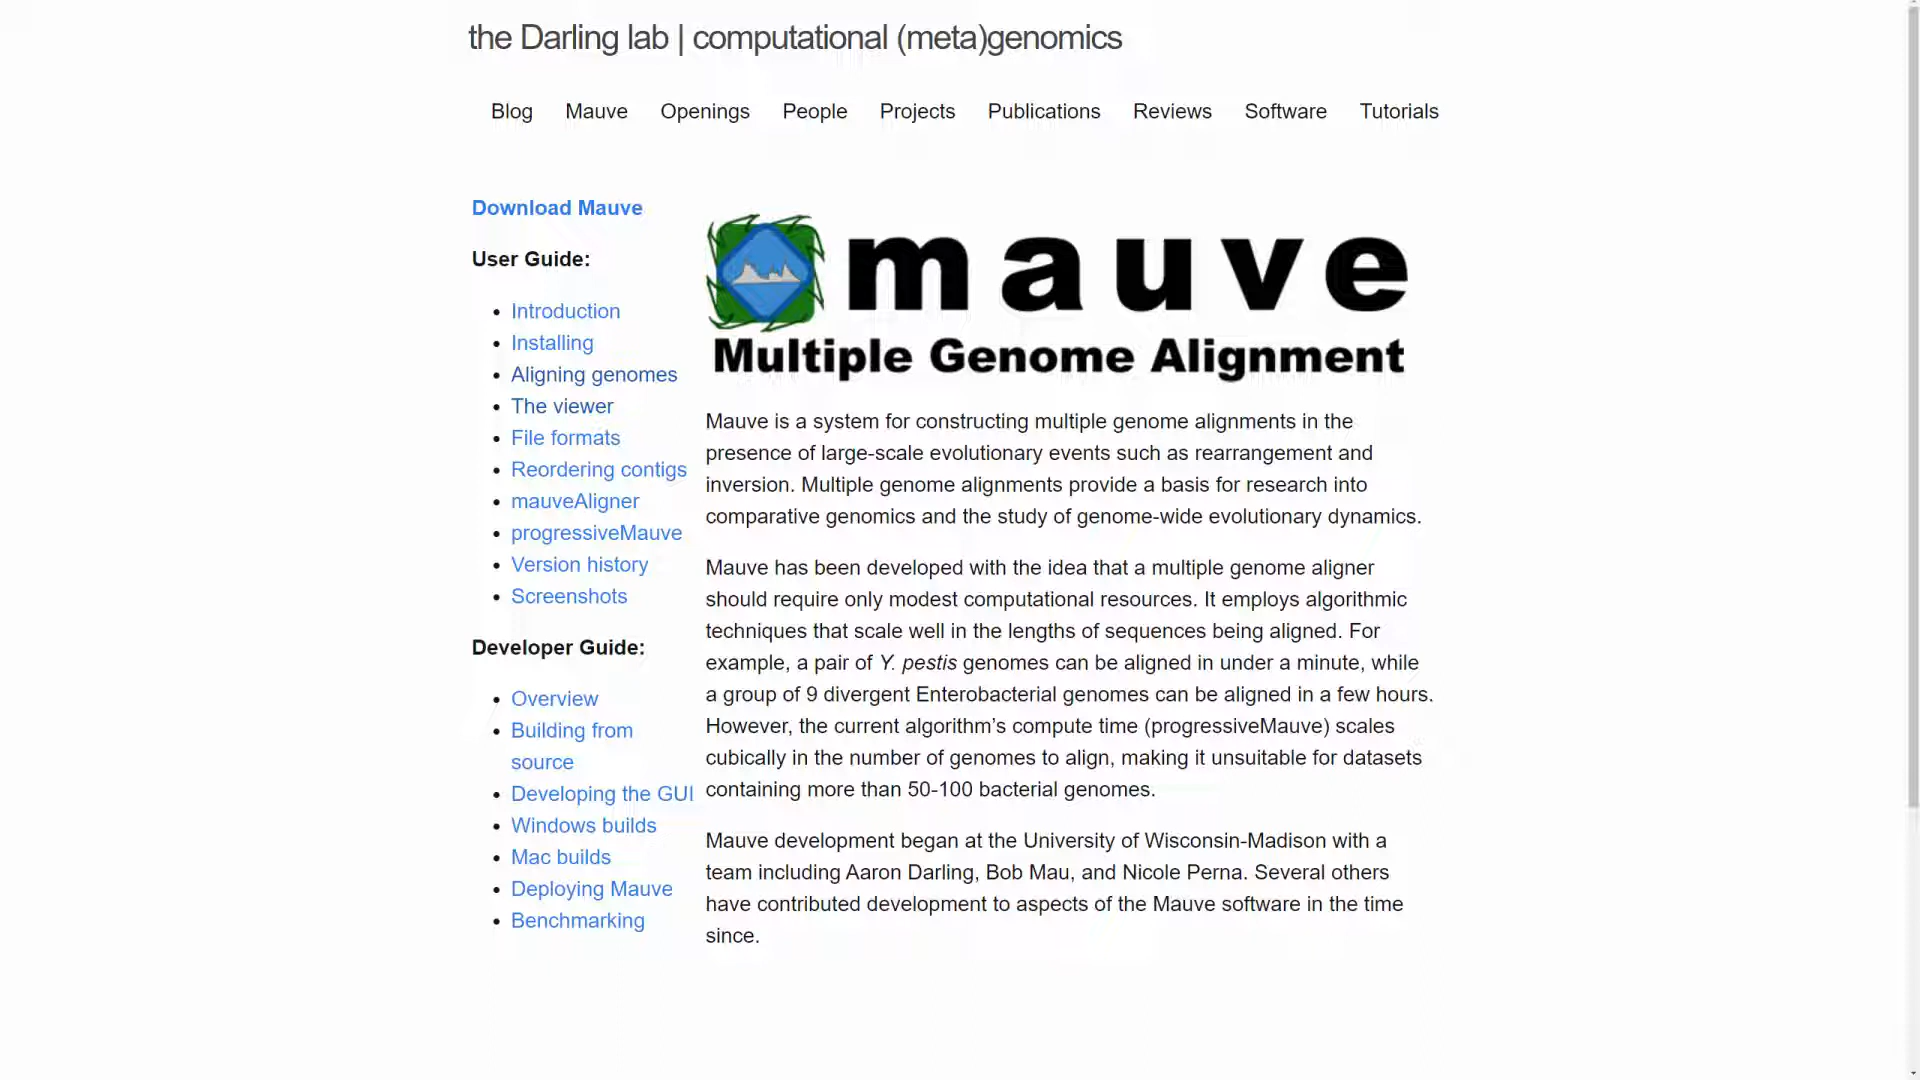 the Darling lab | computational (meta)genomics
Blog Mauve Openings People Projects Publications Reviews Software Tutorials
Download Mauve
User Guide:
Introduction
Installing
Aligning genomes
The viewer
File formats
Reordering contigs
mauveAligner
progressiveMauve
Version history
Screenshots
Developer Guide:
Overview
Building from
source
Developing the GUI
Windows builds
Mac builds
Deploying Mauve
Benchmarking
mauve
Multiple Genome Alignment
Mauve is a system for constructing multiple genome alignments in the
presence of large-scale evolutionary events such as rearrangement and
inversion. Multiple genome alignments provide a basis for research into
comparative genomics and the study of genome-wide evolutionary dynamics.
Mauve has been developed with the idea that a multiple genome aligner
should require only modest computational resources. It employs algorithmic
techniques that scale well in the lengths of sequences being aligned. For
example, a pair of Y. pestis genomes can be aligned in under a minute, while
a group of 9 divergent Enterobacterial genomes can be aligned in a few hours.
However, the current algorithm’s compute time (progressiveMauve) scales
cubically in the number of genomes to align, making it unsuitable for datasets
containing more than 50-100 bacterial genomes.
Mauve development began at the University of Wisconsin-Madison with a
team including Aaron Darling, Bob Mau, and Nicole Perna. Several others
have contributed development to aspects of the Mauve software in the time
since.